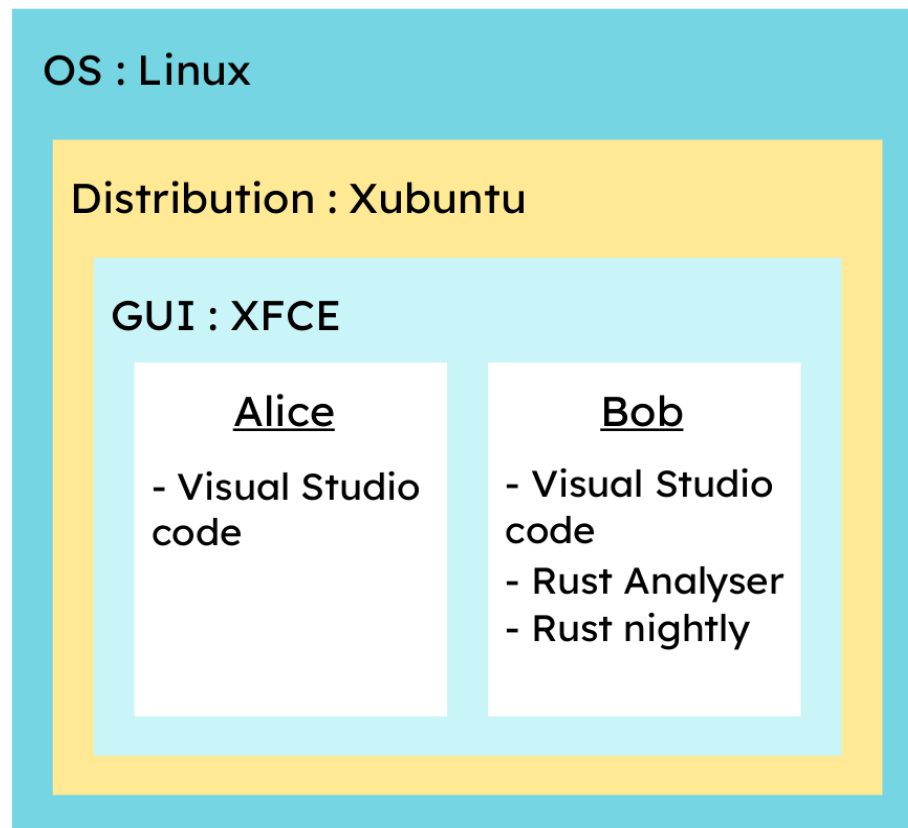 OS : Linux
Distribution : Xubuntu
GUI : XFCE
Alice
- Visual Studio
code
Bob
- Visual Studio
code
- Rust Analyser
- Rust nightly